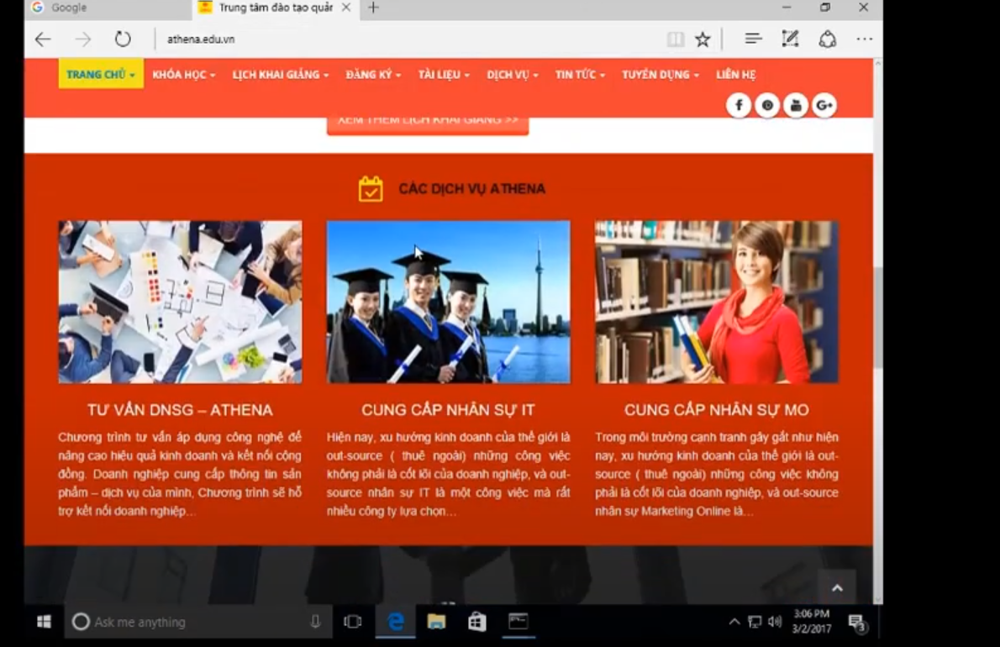 Google
Trung tâm đào tạo quản
athena.edu.vn
TRANG CHỦ
KHÓA HỌC
LỊCH KHAI GIẢNG
ĐĂNG KÝ
TÀI LIỆU
DỊCH VỤ
TIN TỨC
TUYỂN DỤNG
LIÊN HỆ
G+
XEM THÊM LỊCH KHAI GIẢNG >>
CÁC DỊCH VỤ ATHENA
TƯ VẤN DNSG – ATHENA
Chương trình tư vấn áp dụng công nghệ để
nâng cao hiệu quả kinh doanh và kết nối cộng
đồng. Doanh nghiệp cung cấp thông tin sản
phẩm – dịch vụ của mình, Chương trình sẽ hỗ
trợ kết nối doanh nghiệp...
CUNG CẤP NHÂN SỰ IT
Hiện nay, xu hướng kinh doanh của thế giới là
out-source ( thuê ngoài) những công việc
không phải là cốt lõi của doanh nghiệp, và out-
source nhân sự IT là một công việc mà rất
nhiều công ty lựa chọn...
CUNG CẤP NHÂN SỰ MO
Trong môi trường cạnh tranh gây gắt như hiện
nay, xu hướng kinh doanh của thế giới là out-
source ( thuê ngoài) những công việc không
phải là cốt lõi của doanh nghiệp, và out-source
nhân sự Marketing Online là...
Ask me anything
3:06 PM
3/2/2017
3